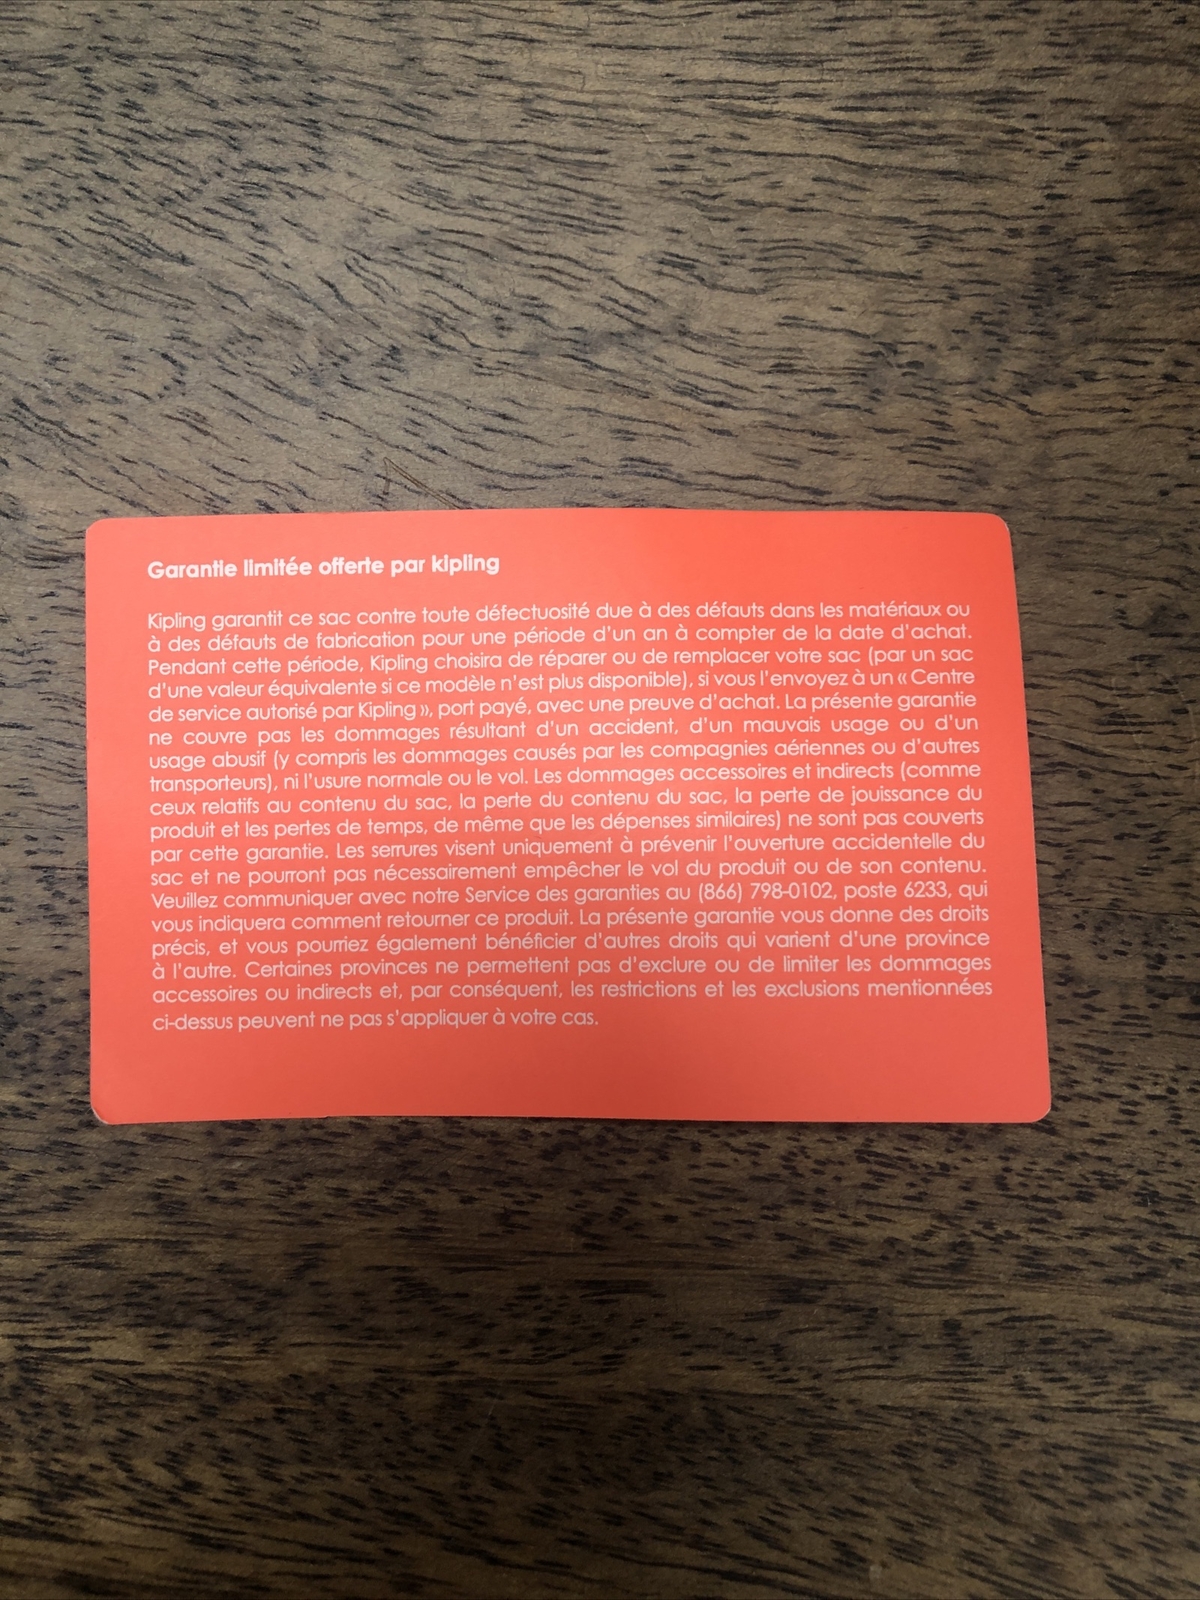 Garantie limitée offerte par kipling
Kipling garantit ce sac contre toute défectuosité due à des défauts dans les matériaux ou
à des défauts de fabrication pour une période d'un an à compter de la date d'achat.
Pendant cette période, Kipling choisira de réparer ou de remplacer votre sac (par un sac
d'une valeur équivalente si ce modèle n'est plus disponible), si vous l'envoyez à un « Centre
de service autorisé par Kipling », port payé, avec une preuve d'achat. La présente garantie
ne couvre pas les dommages résultant d'un accident, d'un mauvais usage ou d'un
usage abusif (y compris les dommages causés par les compagnies aériennes ou d'autres
transporteurs), ni l'usure normale ou le vol. Les dommages accessoires et indirects (comme
ceux relatifs au contenu du sac, la perte du contenu du sac, la perte de jouissance du
produit et les pertes de temps, de même que les dépenses similaires) ne sont pas couverts
par cette garantie. Les serrures visent uniquement à prévenir l'ouverture accidentelle du
sac et ne pourront pas nécessairement empêcher le vol du produit ou de son contenu.
Veuillez communiquer avec notre Service des garanties au (866) 798-0102, poste 6233, qui
vous indiquera comment retourner ce produit. La présente garantie vous donne des droits
précis, et vous pourriez également bénéficier d'autres droits qui varient d'une province
à l'autre. Certaines provinces ne permettent pas d'exclure ou de limiter les dommages
accessoires ou indirects et, par conséquent, les restrictions et les exclusions mentionnées
ci-dessus peuvent ne pas s'appliquer à votre cas.